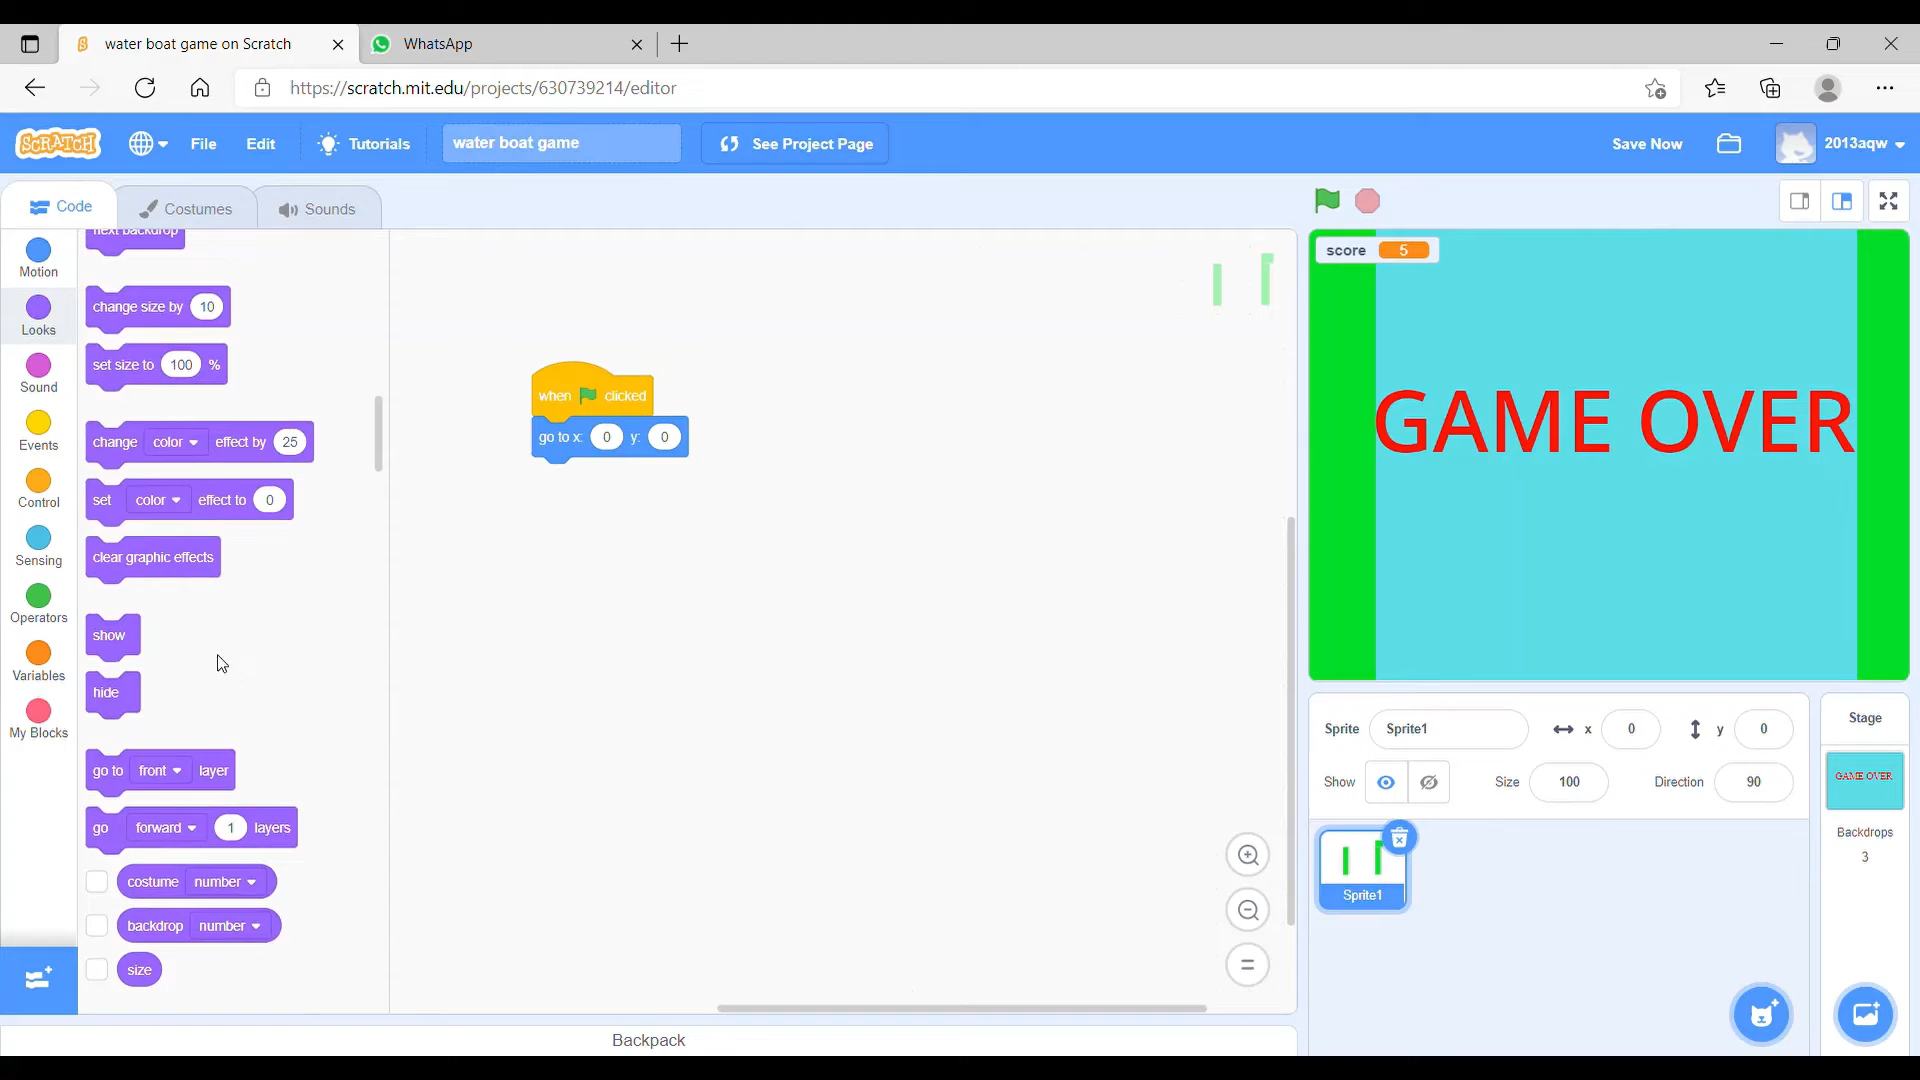 water boat game on Scratch
WhatsApp
https://scratch.mit.edu/projects/630739214/editor
SCRATCH
File
Edit
Tutorials
water boat game
See Project Page
Save Now
2013aqw
Code
Costumes
Sounds
Motion
Looks
Sound
Events
Control
Sensing
Operators
Variables
My Blocks
next backdrop
change size by 10
set size to 100 %
change color effect by 25
set color effect to 0
clear graphic effects
show
hide
go to front layer
go forward 1 layers
costume number
backdrop number
size
when clicked
go to x: 0 y: 0
score 5
GAME OVER
Sprite Sprite1 x 0 y 0
Show Size 100 Direction 90
Sprite1
Stage
GAME OVER
Backdrops
3
Backpack